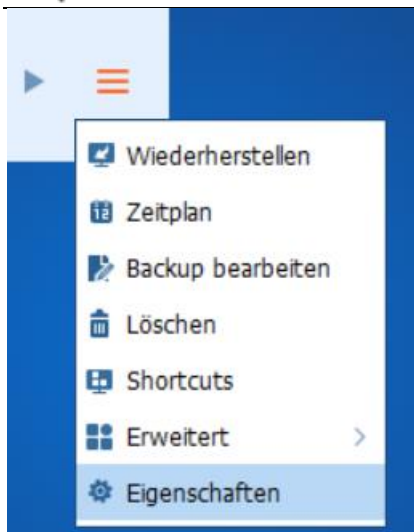 Wiederherstellen
Zeitplan
Backup bearbeiten
Löschen
Shortcuts
Erweitert
Eigenschaften